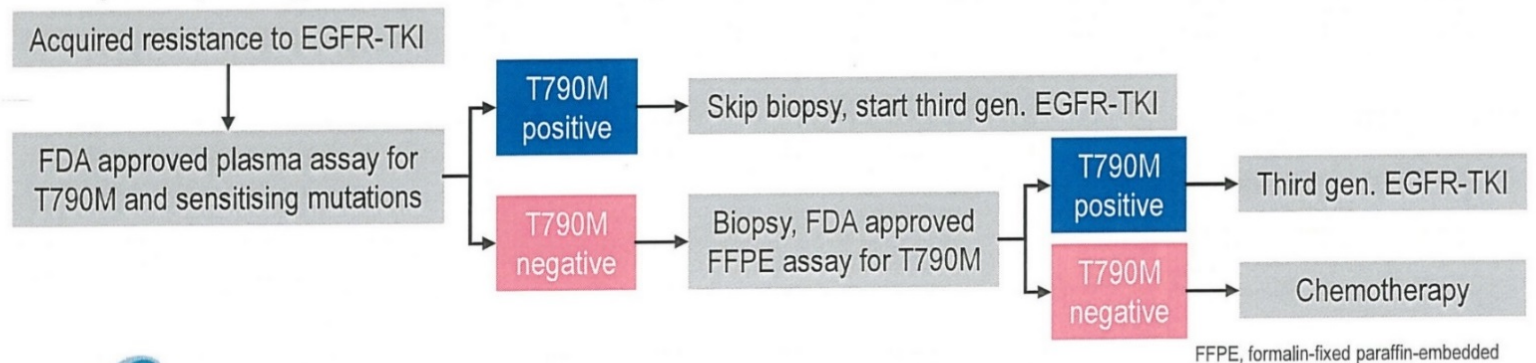 Acquired resistance to EGFR-TKI
FDA approved plasma assay for
T790M and sensitising mutations
T790M
positive
Skip biopsy, start third gen. EGFR-TKI
T790M
negative
Biopsy, FDA approved
FFPE assay for T790M
T790M
positive
Third gen. EGFR-TKI
T790M
negative
Chemotherapy
FFPE, formalin-fixed paraffin-embedded